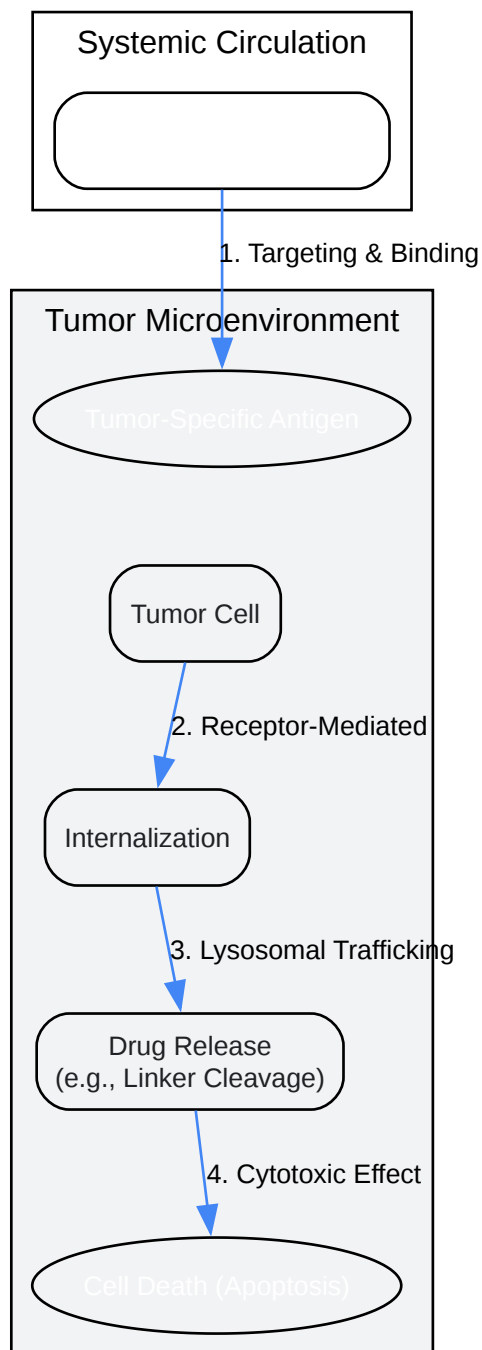 Systemic Circulation
1. Targeting & Binding
Tumor Microenvironment
Tumor-Specific Antigen
Tumor Cell
2. Receptor-Mediated
Internalization
3. Lysosomal Trafficking
Drug Release
(e.g., Linker Cleavage)
4. Cytotoxic Effect
Cell Death (Apoptosis)